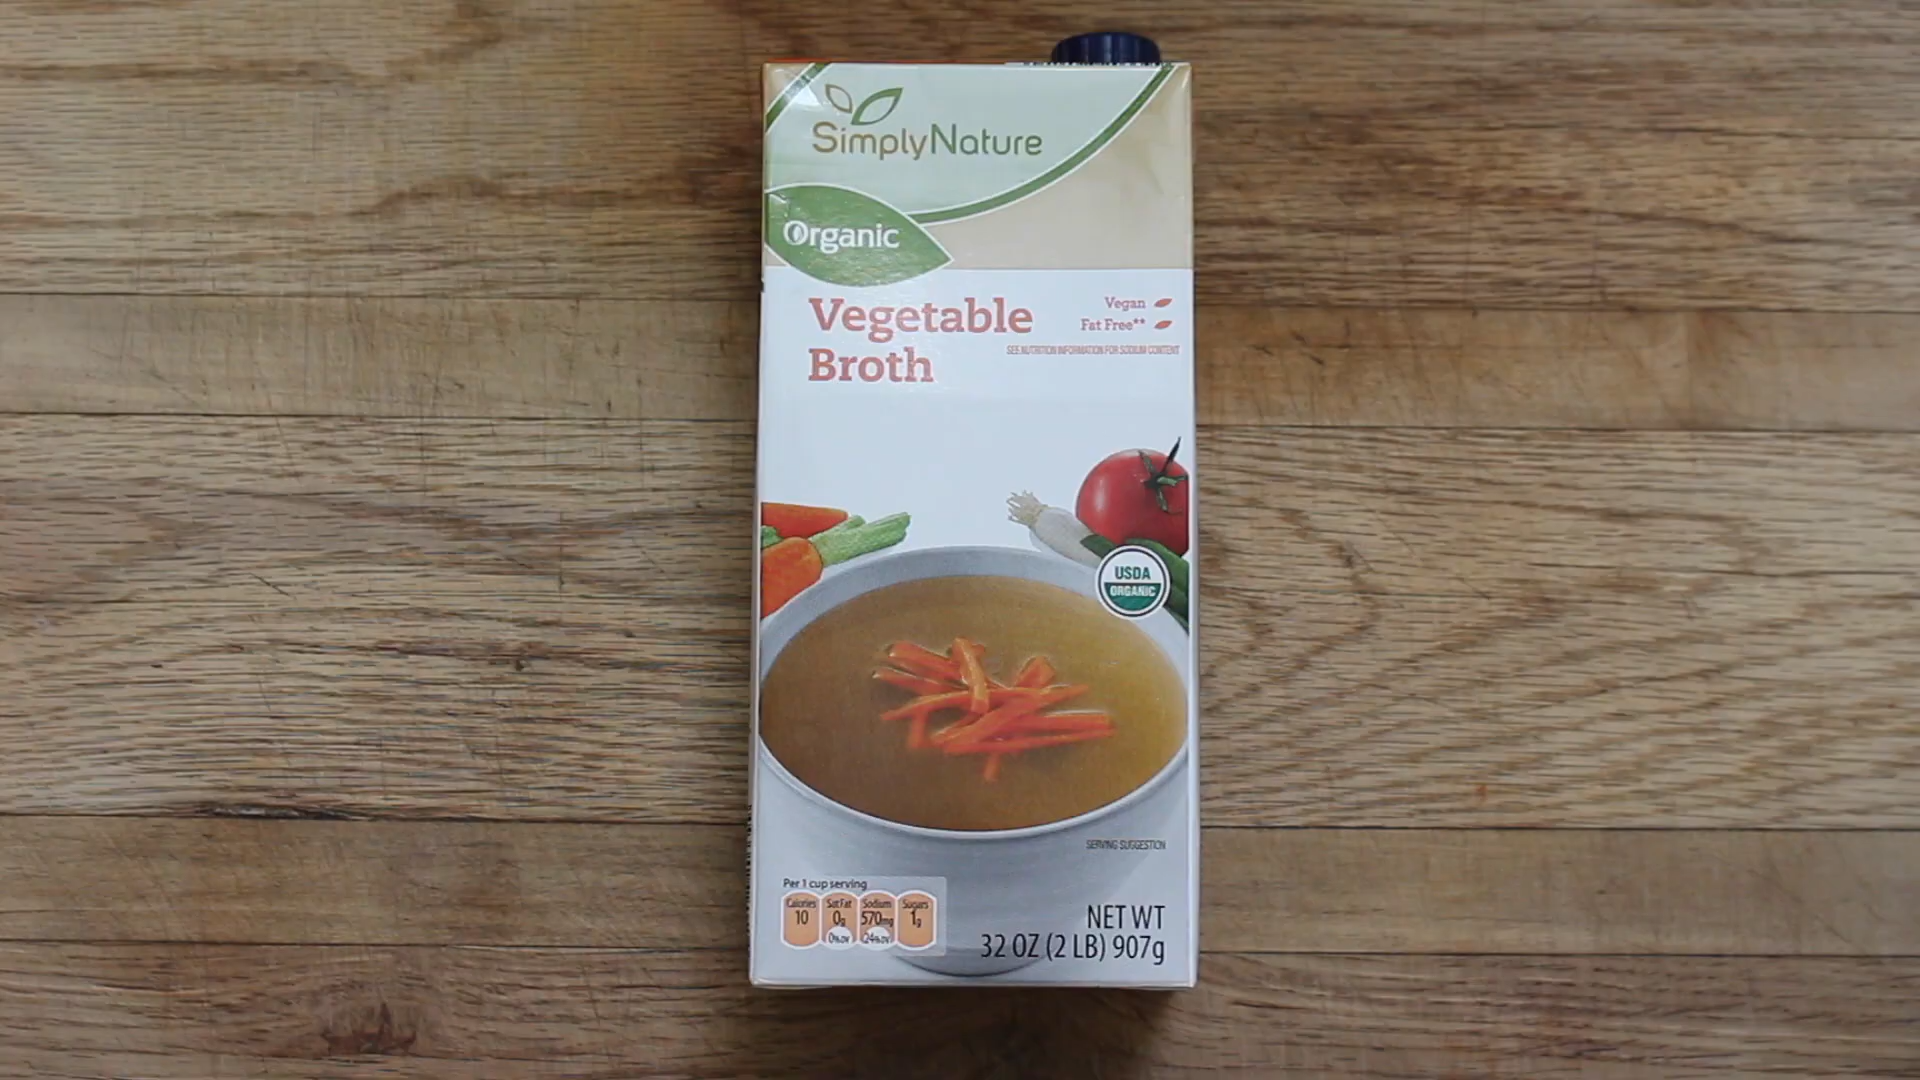 SimplyNature
Organic
Vegetable
Broth
Vegan
Fat Free**
SEE NUTRITION INFORMATION FOR SODIUM CONTENT
USDA
ORGANIC
SERVING SUGGESTION
Per 1 cup serving
Calories
10
Sat Fat
0g
0% DV
Sodium
570mg
24% DV
Sugars
1g
NET WT
32 OZ (2 LB) 907g